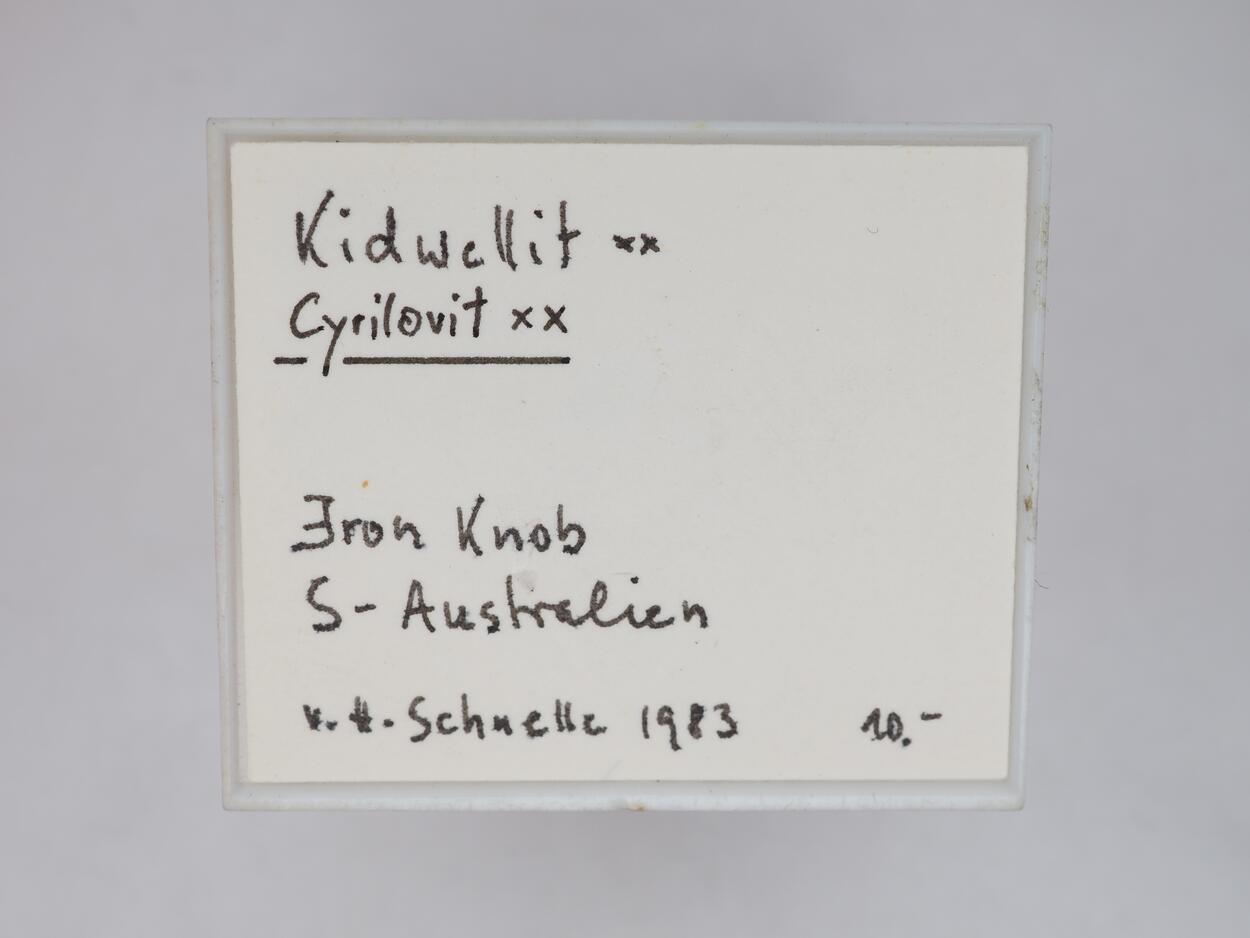 Kidwellit xx
Cyrilovit xx
Iron Knob
S-Australien
v. H. Schnelle 1983 10.-